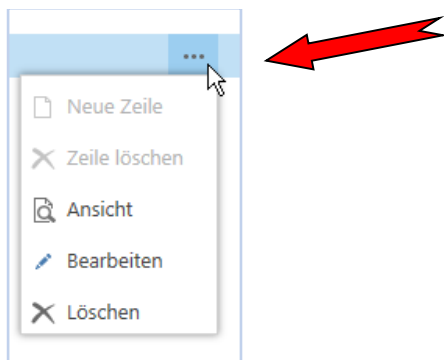 Neue Zeile
Zeile löschen
Ansicht
Bearbeiten
Löschen